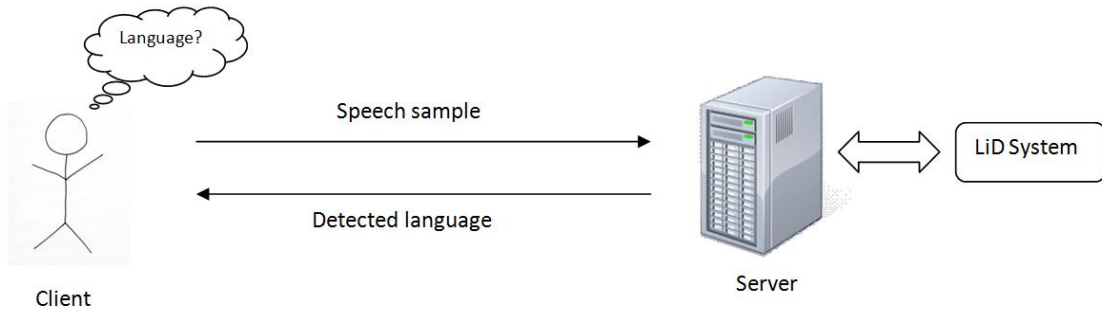 Language?
Speech sample
LiD System
Detected language
Server
Client